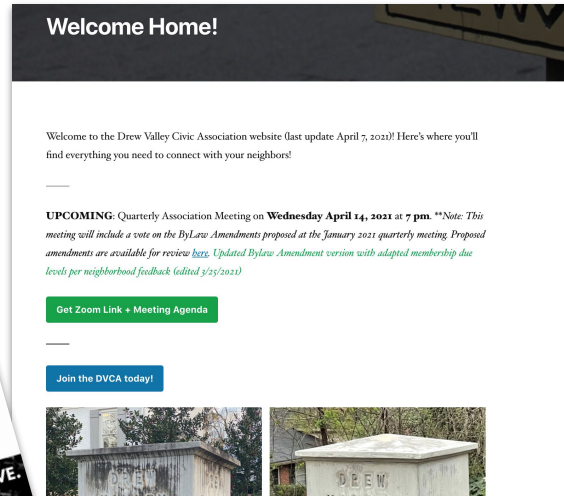 Welcome Home!
Welcome to the Drew Valley Civic Association website (last update April 7, 2021)! Here's where you'll
find everything you need to connect with your neighbors!
UPCOMING: Quarterly Association Meeting on Wednesday April 14, 2021 at 7 pm. **Note: This
meeting will include a vote on the ByLaw Amendments proposed at the January 2021 quarterly meeting. Proposed
amendments are available for review here. Updated Bylaw Amendment version with adapted membership due
levels per neighborhood feedback (edited 3/25/2021)
Get Zoom Link + Meeting Agenda
Join the DVCA today!
DREW
DREW